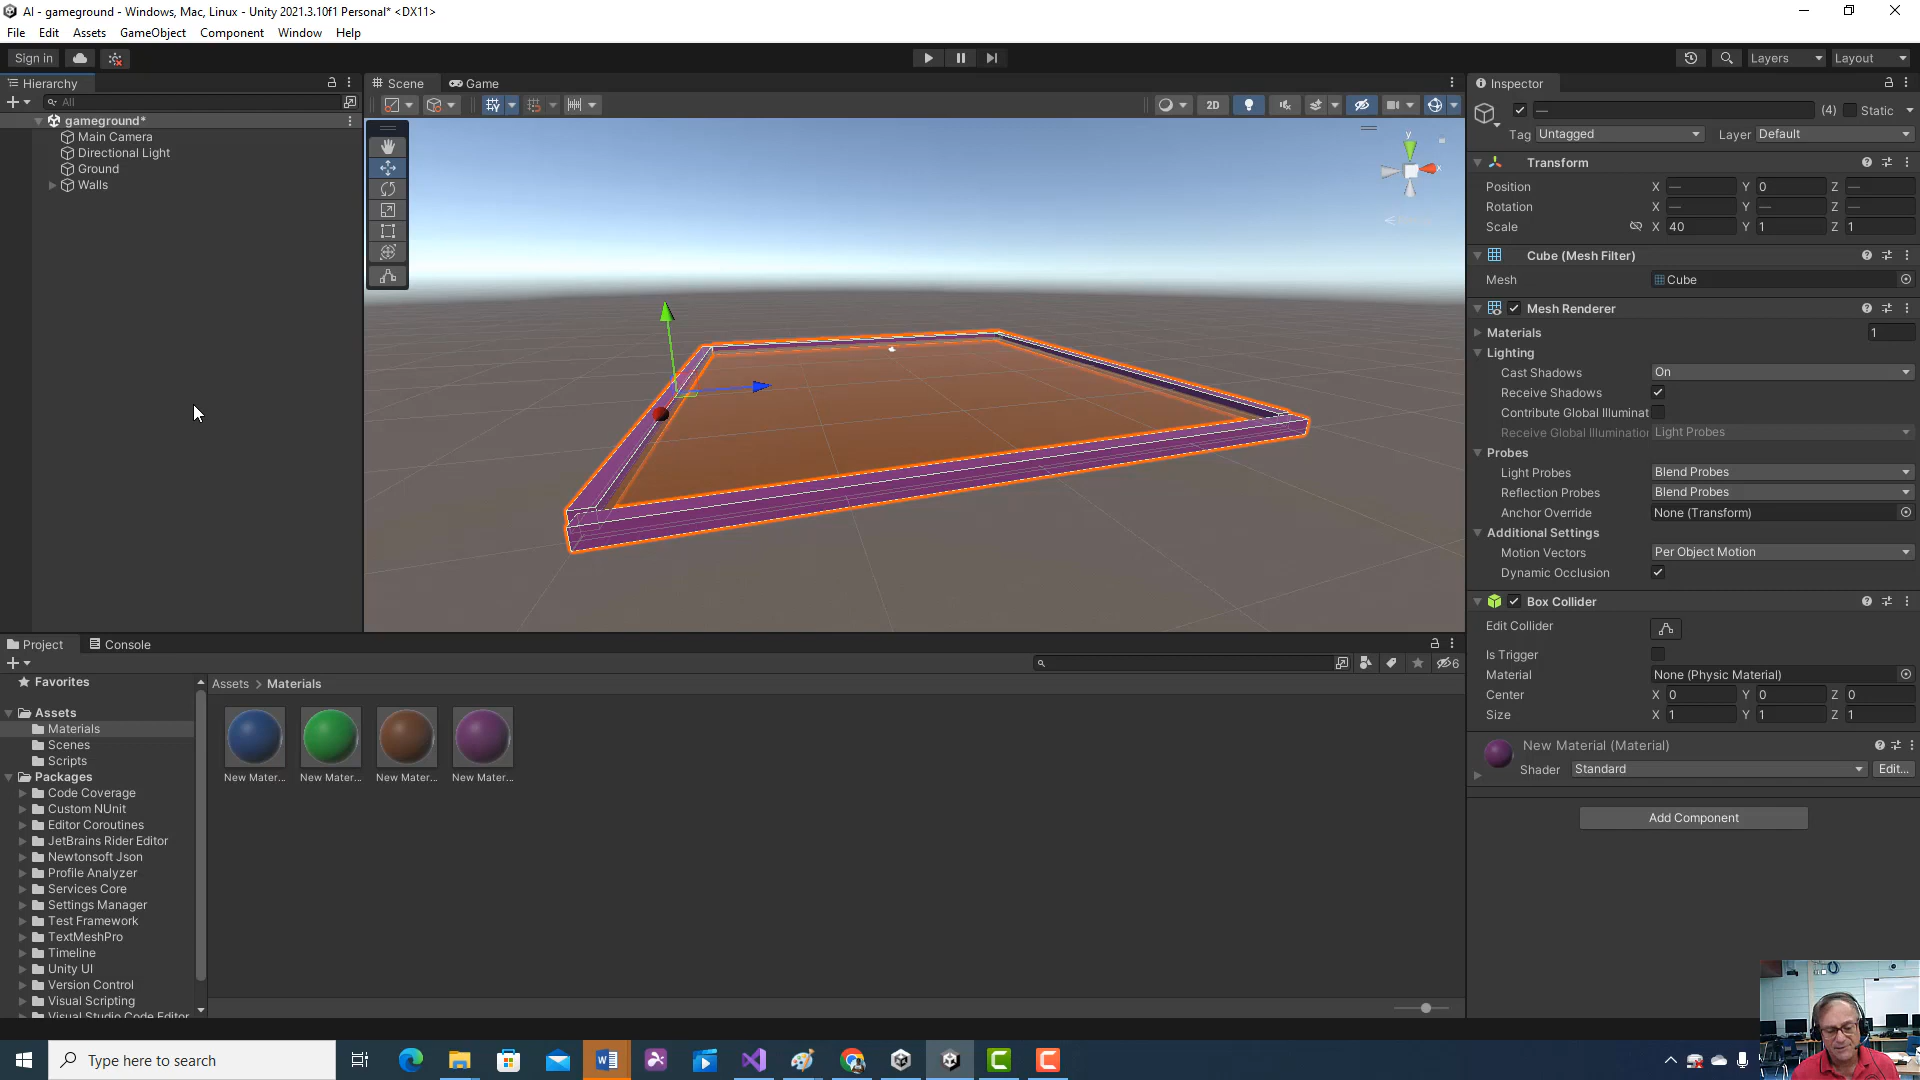 AI - gameground - Windows, Mac, Linux - Unity 2021.3.10f1 Personal* <DX11>
File Edit Assets GameObject Component Window Help
Sign in Layers Layout
Hierarchy
All
gameground*
Main Camera
Directional Light
Ground
Walls
Scene Game
2D
y
x
Inspector
— (4) Static
Tag Untagged Layer Default
Transform
Position X — Y 0 Z —
Rotation X — Y — Z —
Scale X 40 Y 1 Z 1
Cube (Mesh Filter)
Mesh Cube
Mesh Renderer
Materials 1
Lighting
Cast Shadows On
Receive Shadows
Contribute Global Illuminat
Receive Global Illumination Light Probes
Probes
Light Probes Blend Probes
Reflection Probes Blend Probes
Anchor Override None (Transform)
Additional Settings
Motion Vectors Per Object Motion
Dynamic Occlusion
Box Collider
Edit Collider
Is Trigger
Material None (Physic Material)
Center X 0 Y 0 Z 0
Size X 1 Y 1 Z 1
New Material (Material)
Shader Standard Edit...
Add Component
Project Console
6
Favorites
Assets
Materials
Scenes
Scripts
Packages
Code Coverage
Custom NUnit
Editor Coroutines
JetBrains Rider Editor
Newtonsoft Json
Profile Analyzer
Services Core
Settings Manager
Test Framework
TextMeshPro
Timeline
Unity UI
Version Control
Visual Scripting
Visual Studio Code Editor
Assets > Materials
New Mater... New Mater... New Mater... New Mater...
Type here to search